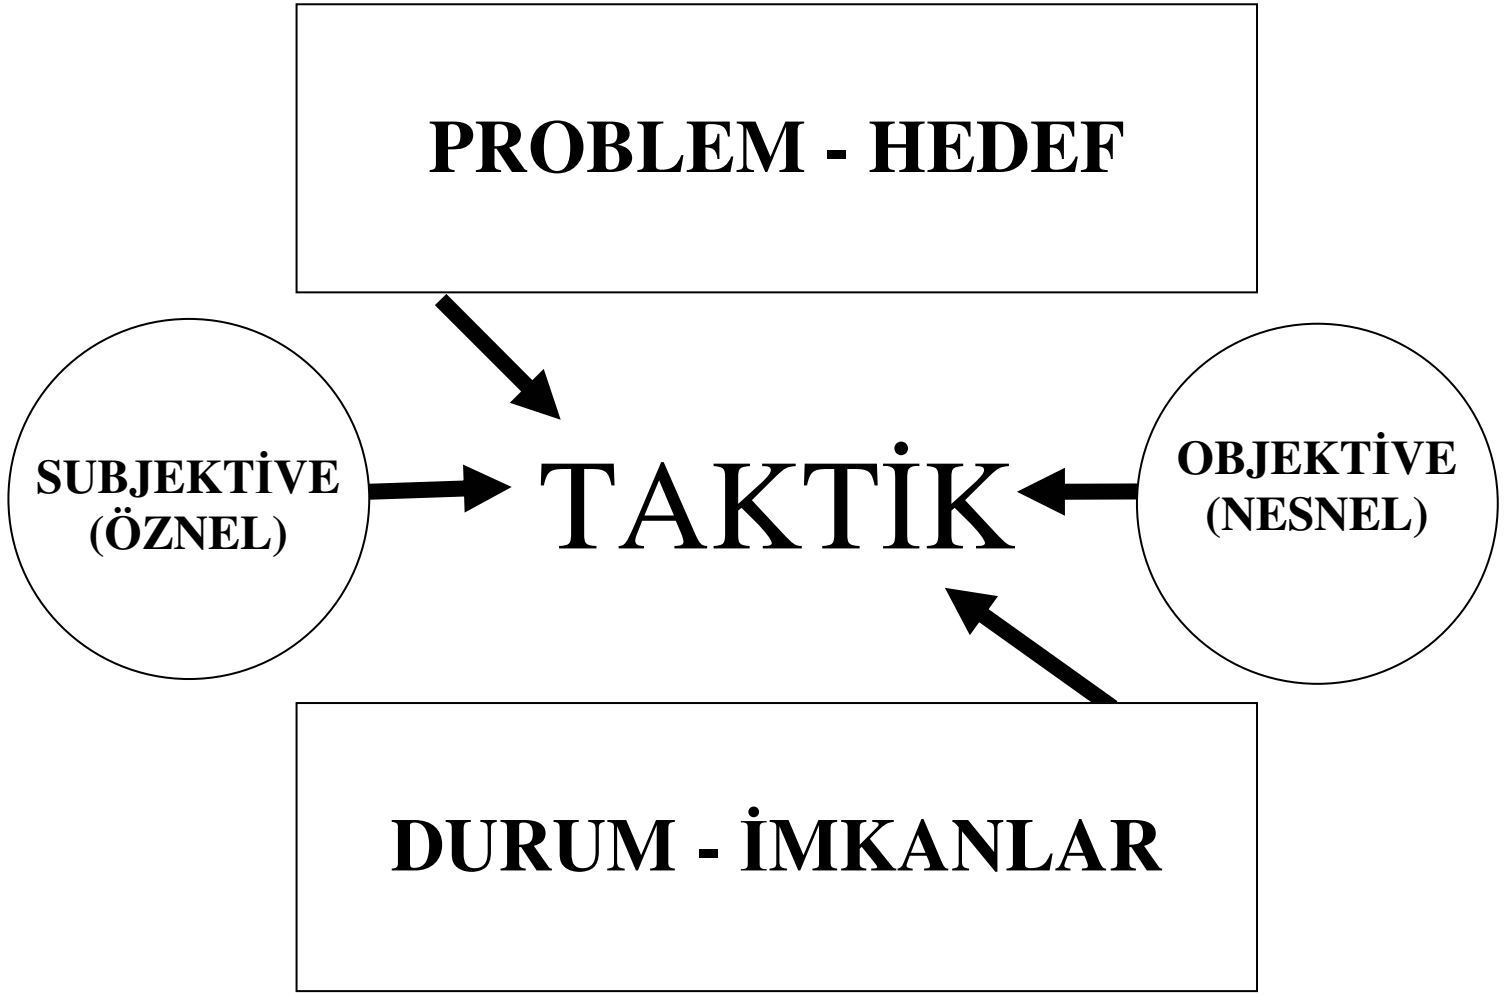 PROBLEM - HEDEF
SUBJEKTİVE
(ÖZNEL)
TAKTİK
OBJEKTİVE
(NESNEL)
DURUM - İMKANLAR